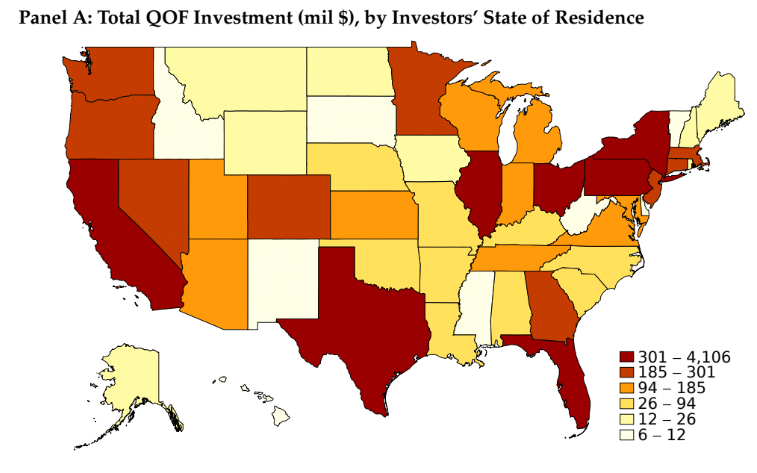 Panel A: Total QOF Investment (mil $), by Investors’ State of Residence
301 – 4,106
185 – 301
94 – 185
26 – 94
12 – 26
6 – 12